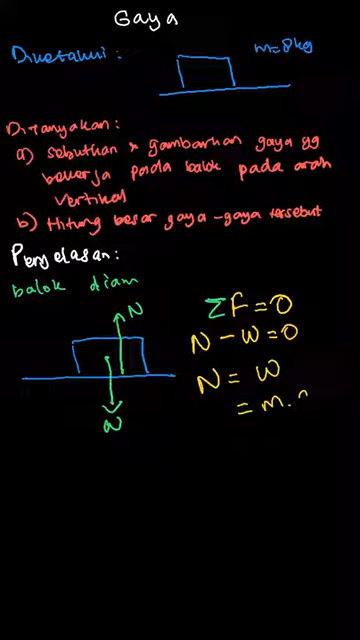 Gaya
Diketahui: m=8kg
Ditanyakan:
a) sebutkan & gambarkan gaya yg
bekerja pada balok pada arah
vertikal
b) Hitung besar gaya-gaya tersebut
Penjelasan:
balok diam
N
W
ΣF=0
N-W=0
N=W
=m.